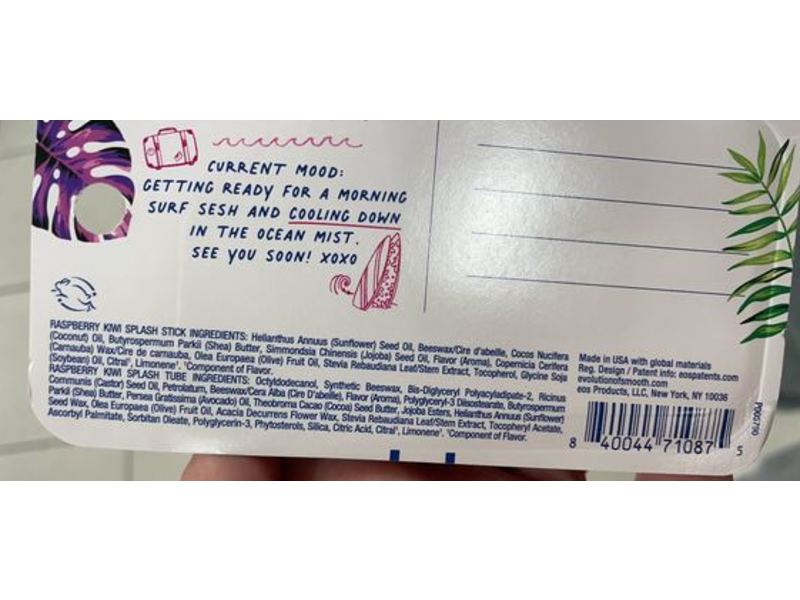 CURRENT MOOD:
GETTING READY FOR A MORNING
SURF SESH AND COOLING DOWN
IN THE OCEAN MIST.
SEE YOU SOON! XOXO
RASPBERRY KIWI SPLASH STICK INGREDIENTS: Helianthus Annuus (Sunflower) Seed Oil, Beeswax/Cire d'abeille, Cocos Nucifera
(Coconut) Oil, Butyrospermum Parkii (Shea) Butter, Simmondsia Chinensis (Jojoba) Seed Oil, Flavor (Aroma), Copernicia Cerifera
(Carnauba) Wax/Cire de carnauba, Olea Europaea (Olive) Fruit Oil, Stevia Rebaudiana Leaf/Stem Extract, Tocopherol, Glycine Soja
(Soybean) Oil, Citral¹, Limonene¹. ¹Component of Flavor.
RASPBERRY KIWI SPLASH TUBE INGREDIENTS: Octyldodecanol, Synthetic Beeswax, Bis-Diglyceryl Polyacyladipate-2, Ricinus
Communis (Castor) Seed Oil, Petrolatum, Beeswax/Cera Alba (Cire D'abeille), Flavor (Aroma), Polyglyceryl-3 Diisostearate, Butyrospermum
Parkii (Shea) Butter, Persea Gratissima (Avocado) Oil, Theobroma Cacao (Cocoa) Seed Butter, Jojoba Esters, Helianthus Annuus (Sunflower)
Seed Wax, Olea Europaea (Olive) Fruit Oil, Acacia Decurrens Flower Wax, Stevia Rebaudiana Leaf/Stem Extract, Tocopheryl Acetate,
Ascorbyl Palmitate, Sorbitan Oleate, Polyglycerin-3, Phytosterols, Silica, Citric Acid, Citral¹, Limonene¹. ¹Component of Flavor.
Made in USA with global materials
Reg. Design / Patent info: eospatents.com
evolutionofsmooth.com
eos Products, LLC, New York, NY 10036
8 40044 71087 5
P006790